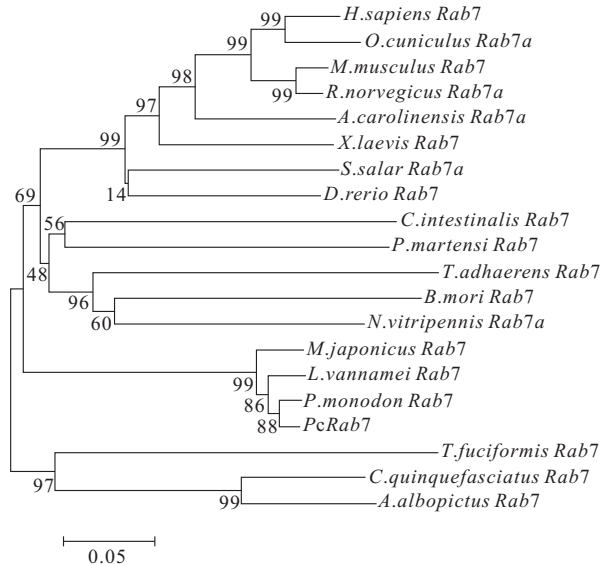 99
H.sapiens Rab7
O.cuniculus Rab7a
99
M.musculus Rab7
98
99
R.norvegicus Rab7a
97
A.carolinensis Rab7a
99
X.laevis Rab7
S.salar Rab7a
14
D.rerio Rab7
69
56
C.intestinalis Rab7
P.martensi Rab7
48
T.adhaerens Rab7
96
B.mori Rab7
60
N.vitripennis Rab7a
M.japonicus Rab7
99
L.vannamei Rab7
86
P.monodon Rab7
88
PcRab7
T.fuciformis Rab7
97
C.quinquefasciatus Rab7
99
A.albopictus Rab7
0.05